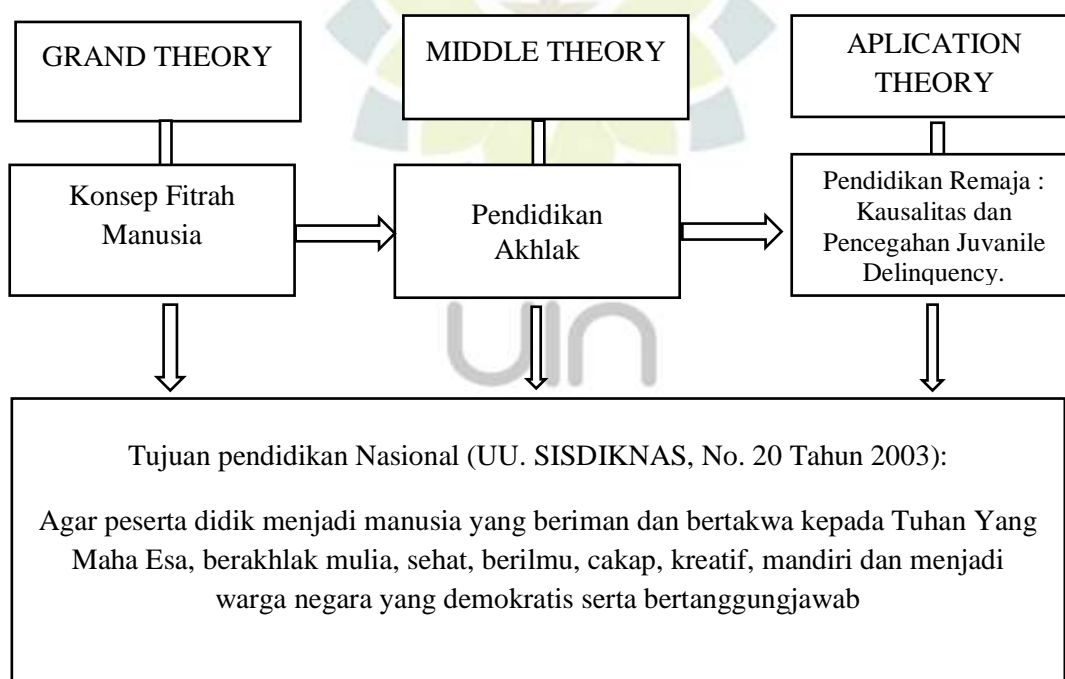 GRAND THEORY
MIDDLE THEORY
APLICATION
THEORY
Konsep Fitrah
Manusia
Pendidikan
Akhlak
Pendidikan Remaja :
Kausalitas dan
Pencegahan Juvanile
Delinquency.
uin
Tujuan pendidikan Nasional (UU. SISDIKNAS, No. 20 Tahun 2003):
Agar peserta didik menjadi manusia yang beriman dan bertakwa kepada Tuhan Yang
Maha Esa, berakhlak mulia, sehat, berilmu, cakap, kreatif, mandiri dan menjadi
warga negara yang demokratis serta bertanggungjawab